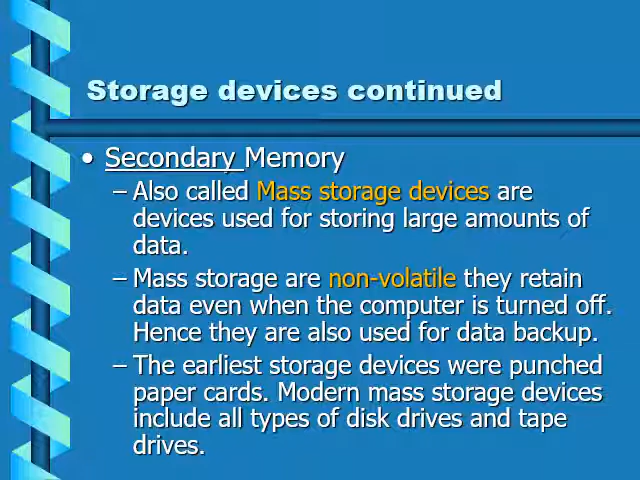 Storage devices continued
• Secondary Memory
– Also called Mass storage devices are
devices used for storing large amounts of
data.
– Mass storage are non-volatile they retain
data even when the computer is turned off.
Hence they are also used for data backup.
– The earliest storage devices were punched
paper cards. Modern mass storage devices
include all types of disk drives and tape
drives.